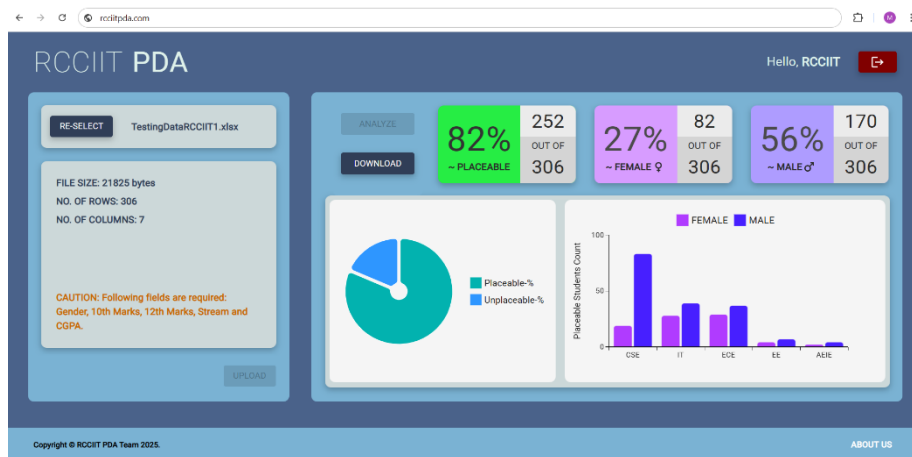 rcciitpda.com
M
RCCIIT PDA
Hello, RCCIIT
RE-SELECT
TestingDataRCCIIT1.xlsx
FILE SIZE: 21825 bytes
NO. OF ROWS: 306
NO. OF COLUMNS: 7
CAUTION: Following fields are required:
Gender, 10th Marks, 12th Marks, Stream and
CGPA.
UPLOAD
ANALYZE
DOWNLOAD
82%
~ PLACEABLE
252
OUT OF
306
27%
~ FEMALE ♀
82
OUT OF
306
56%
~ MALE ♂
170
OUT OF
306
Placeable-%
Unplaceable-%
FEMALE MALE
Placeable Students Count
100
50
0
CSE IT ECE EE AEIE
Copyright © RCCIIT PDA Team 2025.
ABOUT US